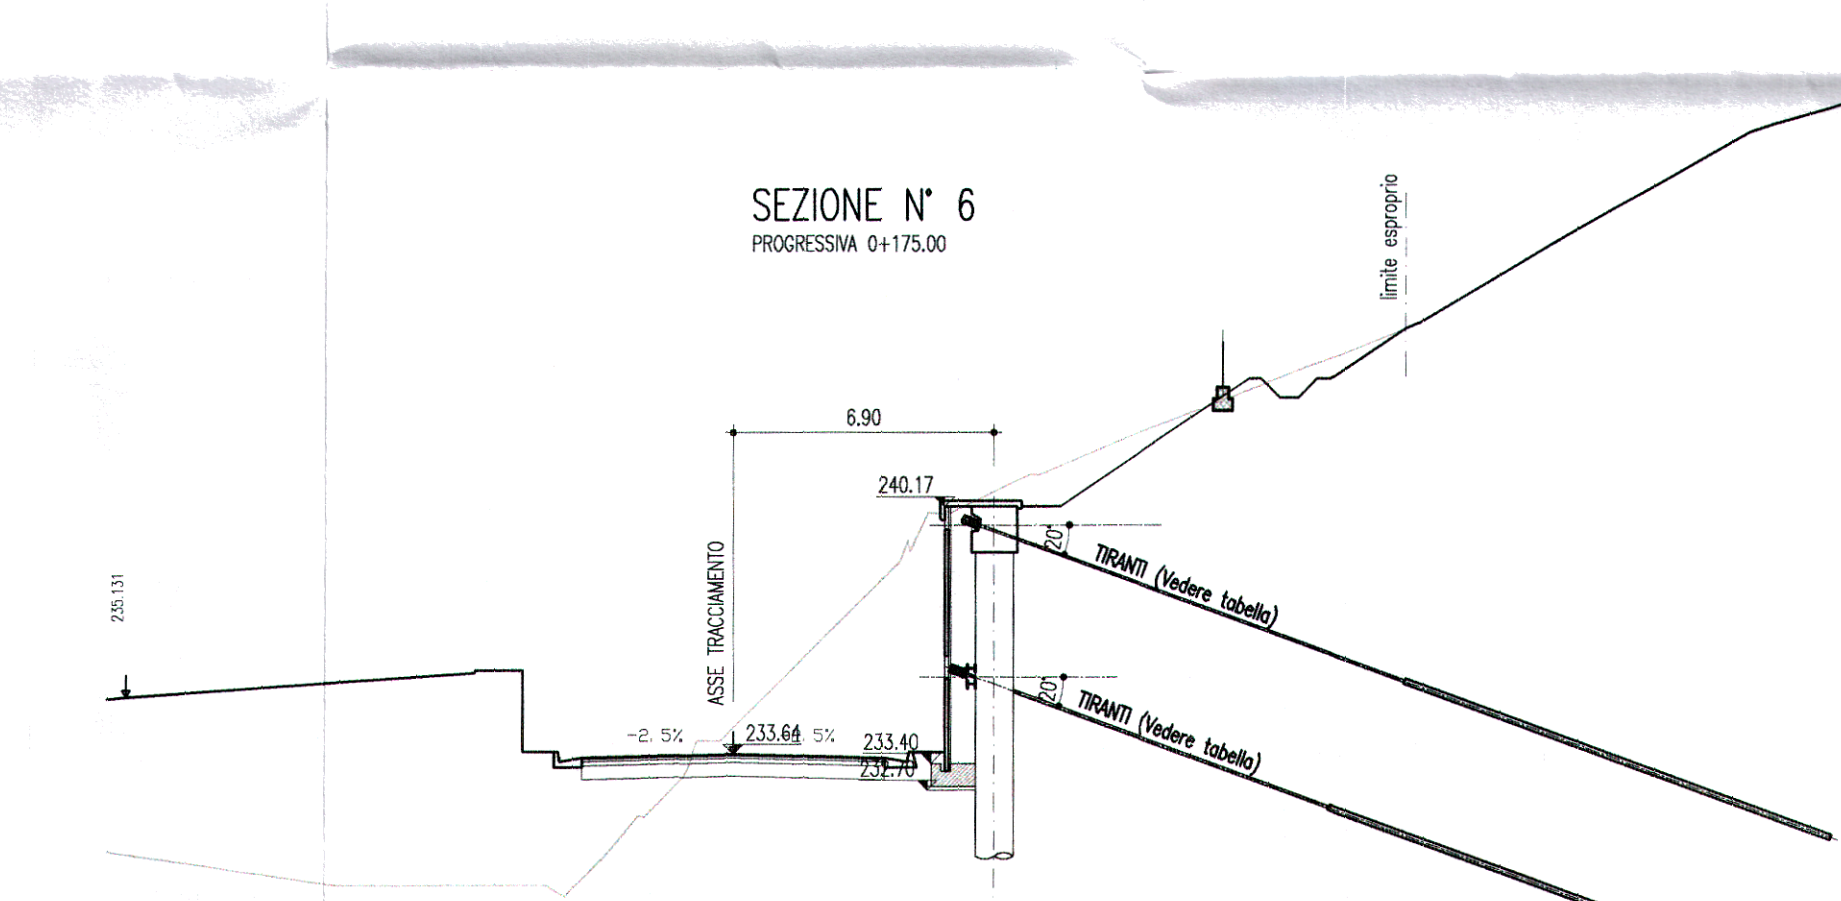 SEZIONE N° 6
PROGRESSIVA 0+175.00
limite esproprio
6.90
240.17
ASSE TRACCIAMENTO
20°
TIRANTI (Vedere tabella)
235.131
20°
TIRANTI (Vedere tabella)
-2.5%
233.64
5%
233.40
232.70